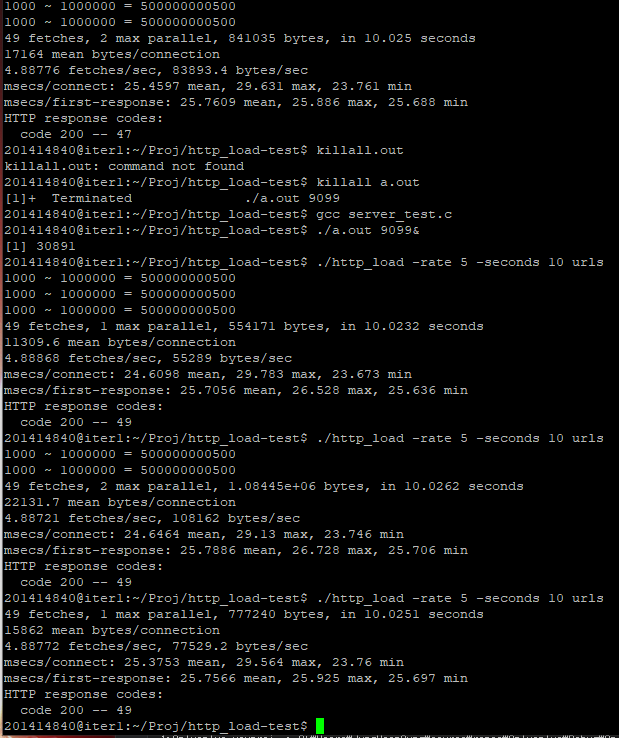 1000 ~ 1000000 = 500000000500
1000 ~ 1000000 = 500000000500
49 fetches, 2 max parallel, 841035 bytes, in 10.025 seconds
17164 mean bytes/connection
4.88776 fetches/sec, 83893.4 bytes/sec
msecs/connect: 25.4597 mean, 29.631 max, 23.761 min
msecs/first-response: 25.7609 mean, 25.886 max, 25.688 min
HTTP response codes:
  code 200 -- 47
201414840@iter1:~/Proj/http_load-test$ killall.out
killall.out: command not found
201414840@iter1:~/Proj/http_load-test$ killall a.out
[1]+  Terminated              ./a.out 9099
201414840@iter1:~/Proj/http_load-test$ gcc server_test.c
201414840@iter1:~/Proj/http_load-test$ ./a.out 9099&
[1] 30891
201414840@iter1:~/Proj/http_load-test$ ./http_load -rate 5 -seconds 10 urls
1000 ~ 1000000 = 500000000500
1000 ~ 1000000 = 500000000500
1000 ~ 1000000 = 500000000500
49 fetches, 1 max parallel, 554171 bytes, in 10.0232 seconds
11309.6 mean bytes/connection
4.88868 fetches/sec, 55289 bytes/sec
msecs/connect: 24.6098 mean, 29.783 max, 23.673 min
msecs/first-response: 25.7056 mean, 26.528 max, 25.636 min
HTTP response codes:
  code 200 -- 49
201414840@iter1:~/Proj/http_load-test$ ./http_load -rate 5 -seconds 10 urls
1000 ~ 1000000 = 500000000500
1000 ~ 1000000 = 500000000500
49 fetches, 2 max parallel, 1.08445e+06 bytes, in 10.0262 seconds
22131.7 mean bytes/connection
4.88721 fetches/sec, 108162 bytes/sec
msecs/connect: 24.6464 mean, 29.13 max, 23.746 min
msecs/first-response: 25.7886 mean, 26.728 max, 25.706 min
HTTP response codes:
  code 200 -- 49
201414840@iter1:~/Proj/http_load-test$ ./http_load -rate 5 -seconds 10 urls
49 fetches, 1 max parallel, 777240 bytes, in 10.0251 seconds
15862 mean bytes/connection
4.88772 fetches/sec, 77529.2 bytes/sec
msecs/connect: 25.3753 mean, 29.564 max, 23.76 min
msecs/first-response: 25.7566 mean, 25.925 max, 25.697 min
HTTP response codes:
  code 200 -- 49
201414840@iter1:~/Proj/http_load-test$